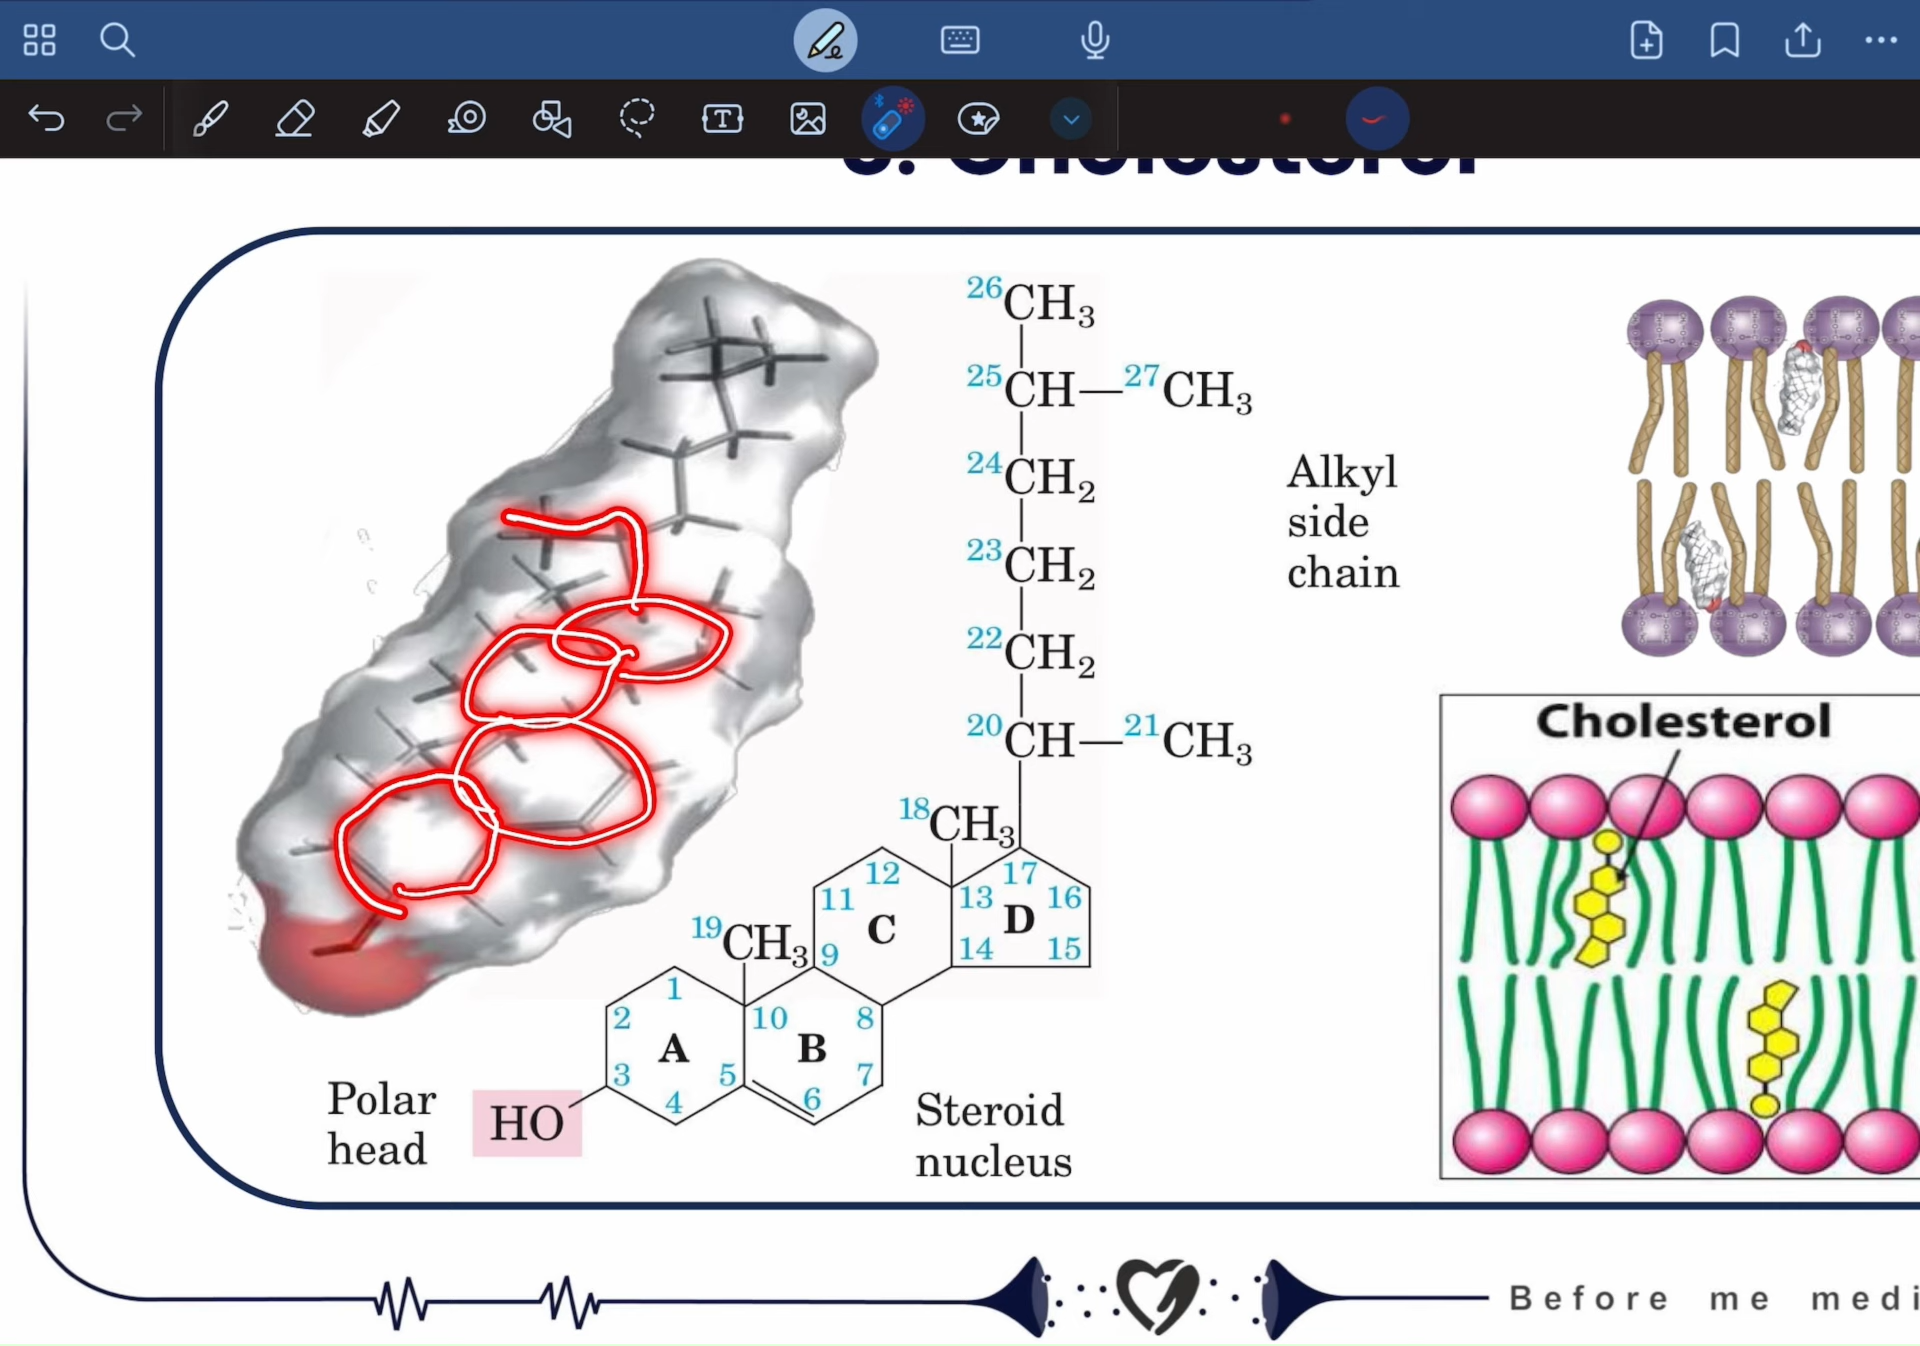 3. Cholesterol
26CH3
25CH—27CH3
24CH2
Alkyl
side
chain
23CH2
22CH2
20CH—21CH3
18CH3
12 17
11 13 16
C D
19CH3 9 14 15
1
2 10 8
A B
3 5 7
4 6
Polar
head
HO
Steroid
nucleus
Cholesterol
Before me medi